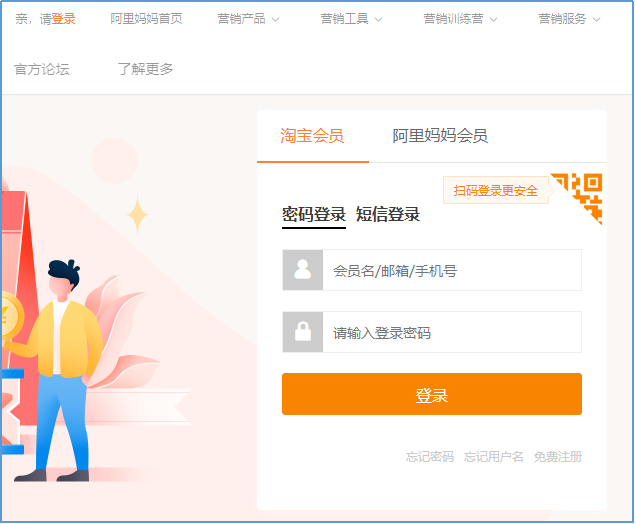 亲，请登录 阿里妈妈首页 营销产品 营销工具 营销训练营 营销服务
官方论坛 了解更多
淘宝会员 阿里妈妈会员
扫码登录更安全
密码登录 短信登录
会员名/邮箱/手机号
请输入登录密码
登录
忘记密码 忘记用户名 免费注册
¥